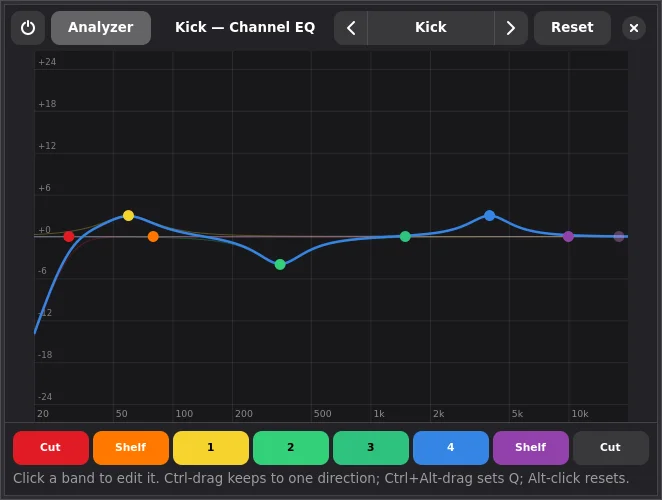 Analyzer Kick — Channel EQ Kick Reset
+24
+18
+12
+6
+0
-6
-12
-18
-24
20 50 100 200 500 1k 2k 5k 10k
Cut Shelf 1 2 3 4 Shelf Cut
Click a band to edit it. Ctrl-drag keeps to one direction; Ctrl+Alt-drag sets Q; Alt-click resets.